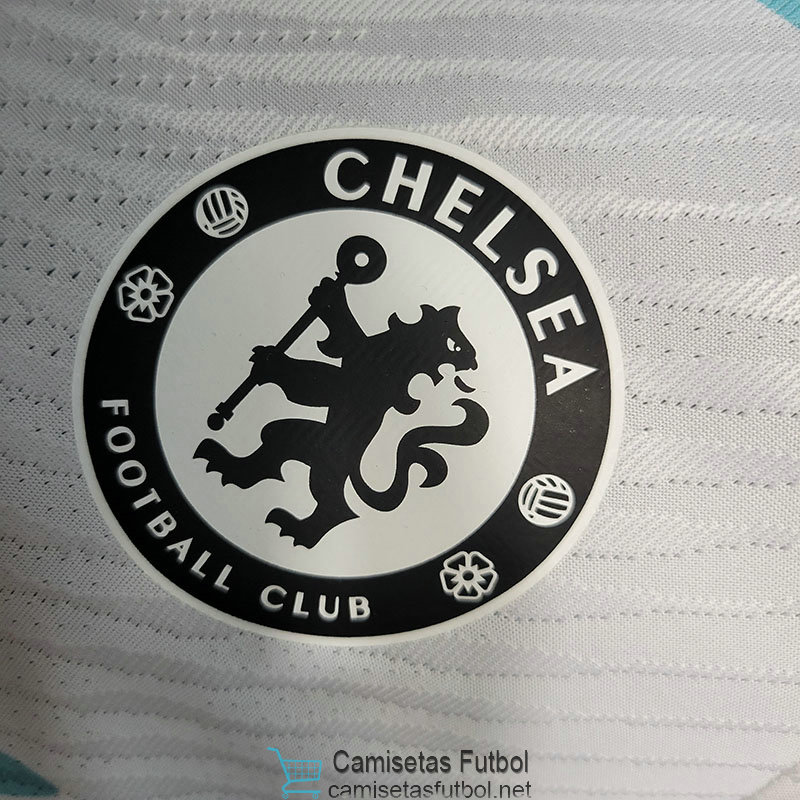 CHELSEA
FOOTBALL CLUB
Camisetas Futbol
camisetasfutbol.net